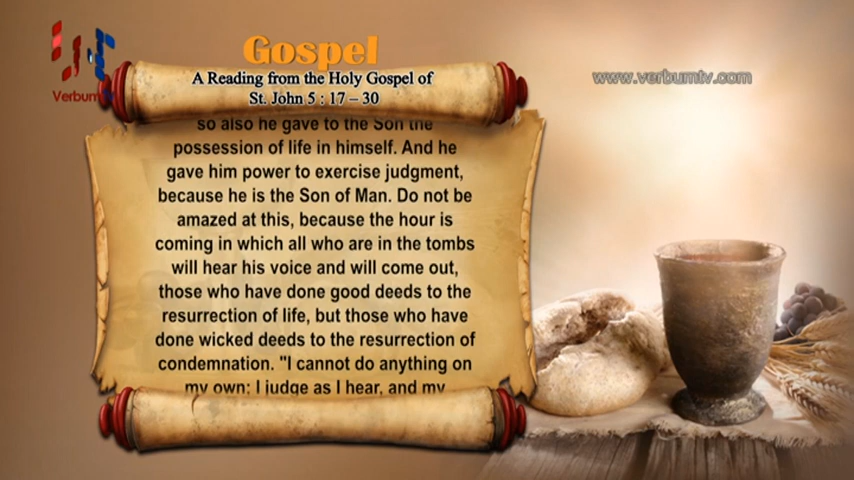 Gospel
A Reading from the Holy Gospel of
St. John 5 : 17 – 30
www.verbumtv.com
so also he gave to the Son the
possession of life in himself. And he
gave him power to exercise judgment,
because he is the Son of Man. Do not be
amazed at this, because the hour is
coming in which all who are in the tombs
will hear his voice and will come out,
those who have done good deeds to the
resurrection of life, but those who have
done wicked deeds to the resurrection of
condemnation. "I cannot do anything on
my own; I judge as I hear, and my